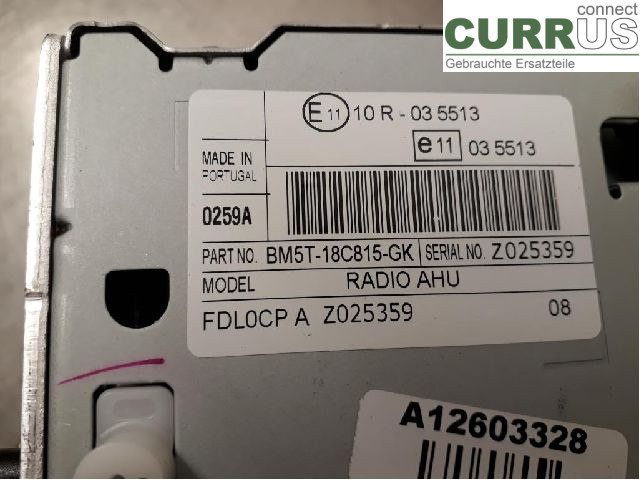 connect
CURRUS
Gebrauchte Ersatzteile
E 11 10 R - 03 5513
e 11 03 5513
MADE IN
PORTUGAL
0259A
PART NO. BM5T-18C815-GK SERIAL NO. Z025359
MODEL RADIO AHU
FDL0CP A Z025359 08
A12603328